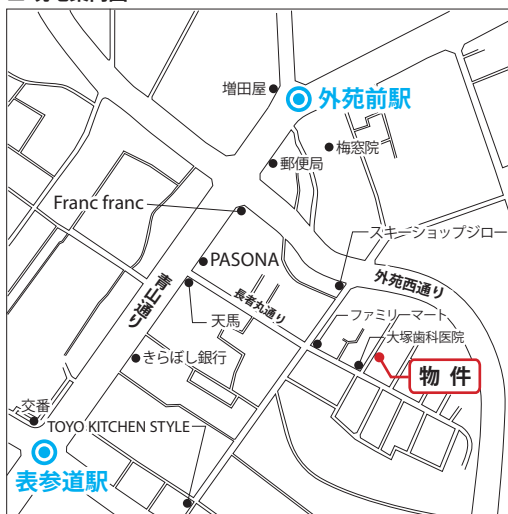 増田屋
外苑前駅
梅窓院
郵便局
Franc franc
スキーショップジロー
PASONA
外苑西通り
青山通り
長者丸通り
ファミリーマート
天馬
大塚歯科医院
きらぼし銀行
物件
交番
TOYO KITCHEN STYLE
表参道駅